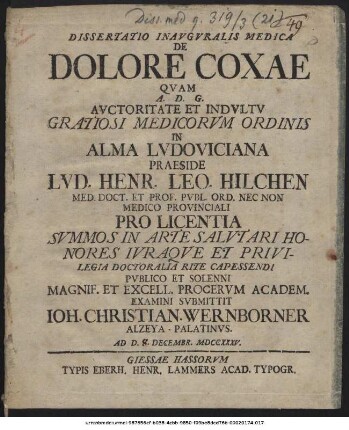 Diss. med. q. 319/3 (21)
49
DISSERTATIO INAVGVRALIS MEDICA
DE
DOLORE COXAE
QVAM
A. D. G.
AVCTORITATE ET INDVLTV
GRATIOSI MEDICORVM ORDINIS
IN
ALMA LVDOVICIANA
PRAESIDE
LVD. HENR. LEO. HILCHEN
MED. DOCT. ET PROF. PVBL. ORD. NEC NON
MEDICO PROVINCIALI
PRO LICENTIA
SVMMOS IN ARTE SALVTARI HO-
NORES IVRAQVE ET PRIVI-
LEGIA DOCTORALIA RITE CAPESSENDI
PVBLICO ET SOLENNI
MAGNIF. ET EXCELL. PROCERVM ACADEM.
EXAMINI SVBMITTIT
IOH. CHRISTIAN. WERNBORNER
ALZEYA-PALATINVS.
AD D. DECEMBR. MDCCXXXV.
GIESSAE HASSORVM
TYPIS EBERH. HENR. LAMMERS ACAD. TYPOGR.